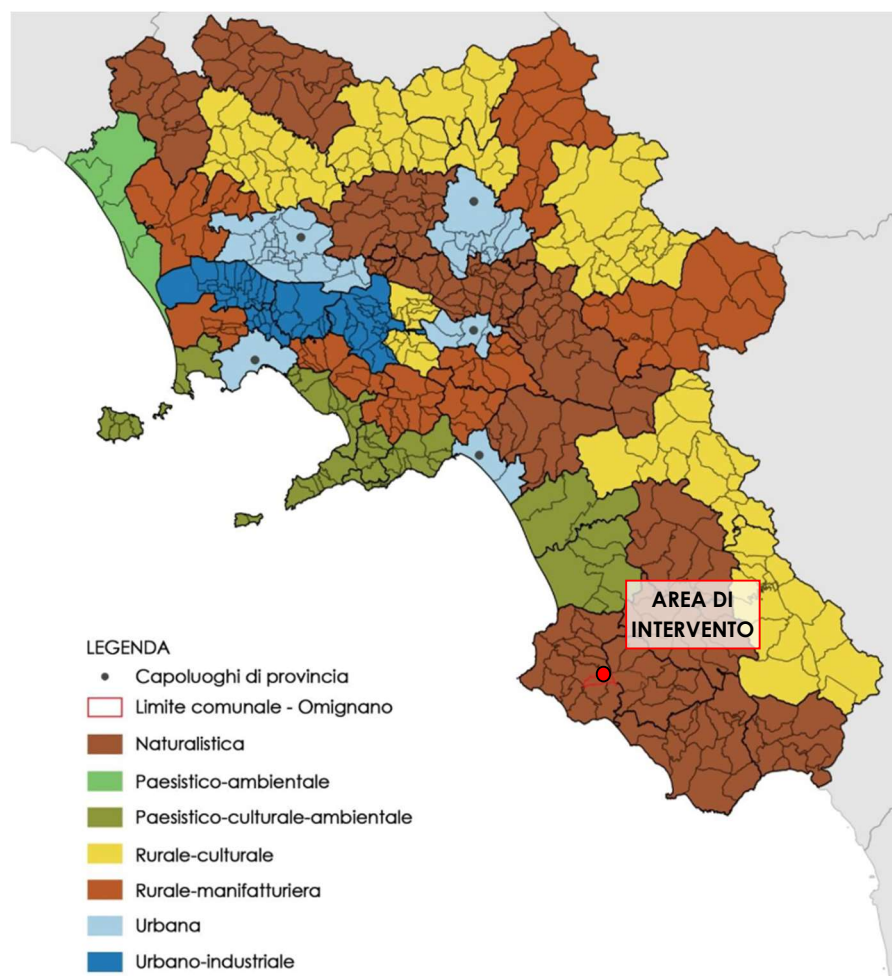 AREA DI
INTERVENTO
LEGENDA
Capoluoghi di provincia
Limite comunale - Omignano
Naturalistica
Paesistico-ambientale
Paesistico-culturale-ambientale
Rurale-culturale
Rurale-manifatturiera
Urbana
Urbano-industriale